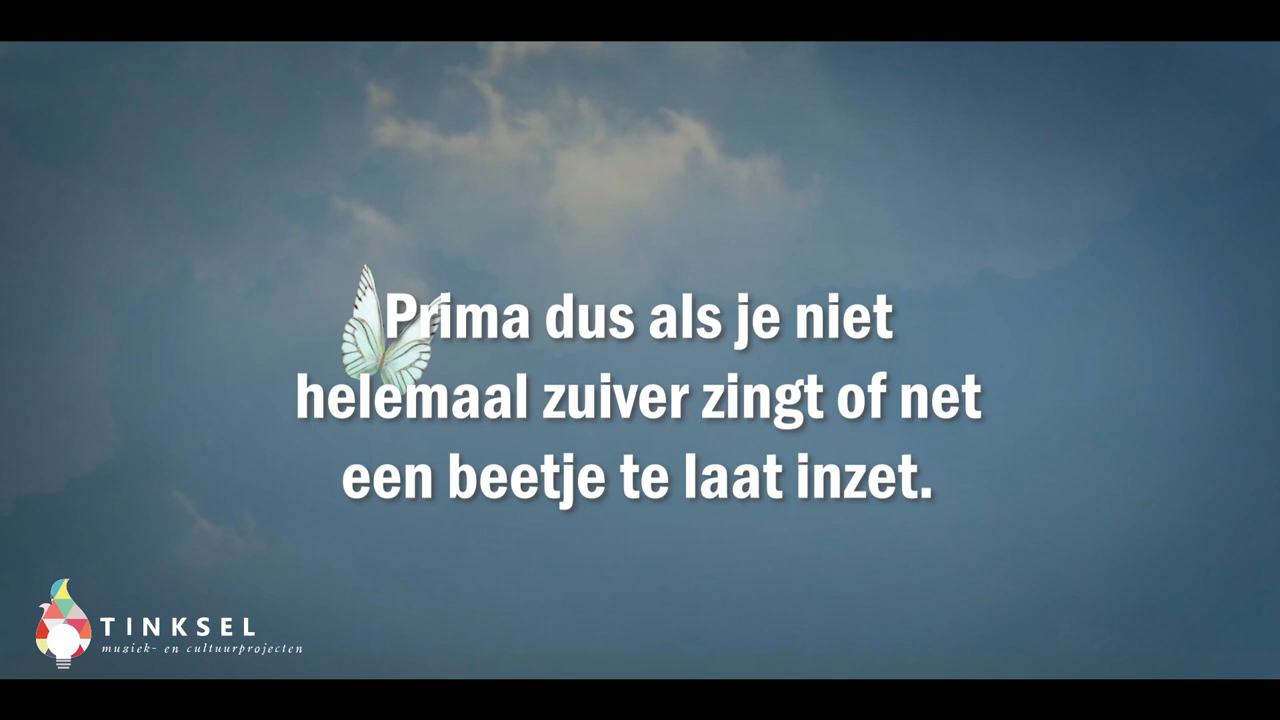 Prima dus als je niet
helemaal zuiver zingt of net
een beetje te laat inzet.
TINKSEL
muziek- en cultuurprojecten